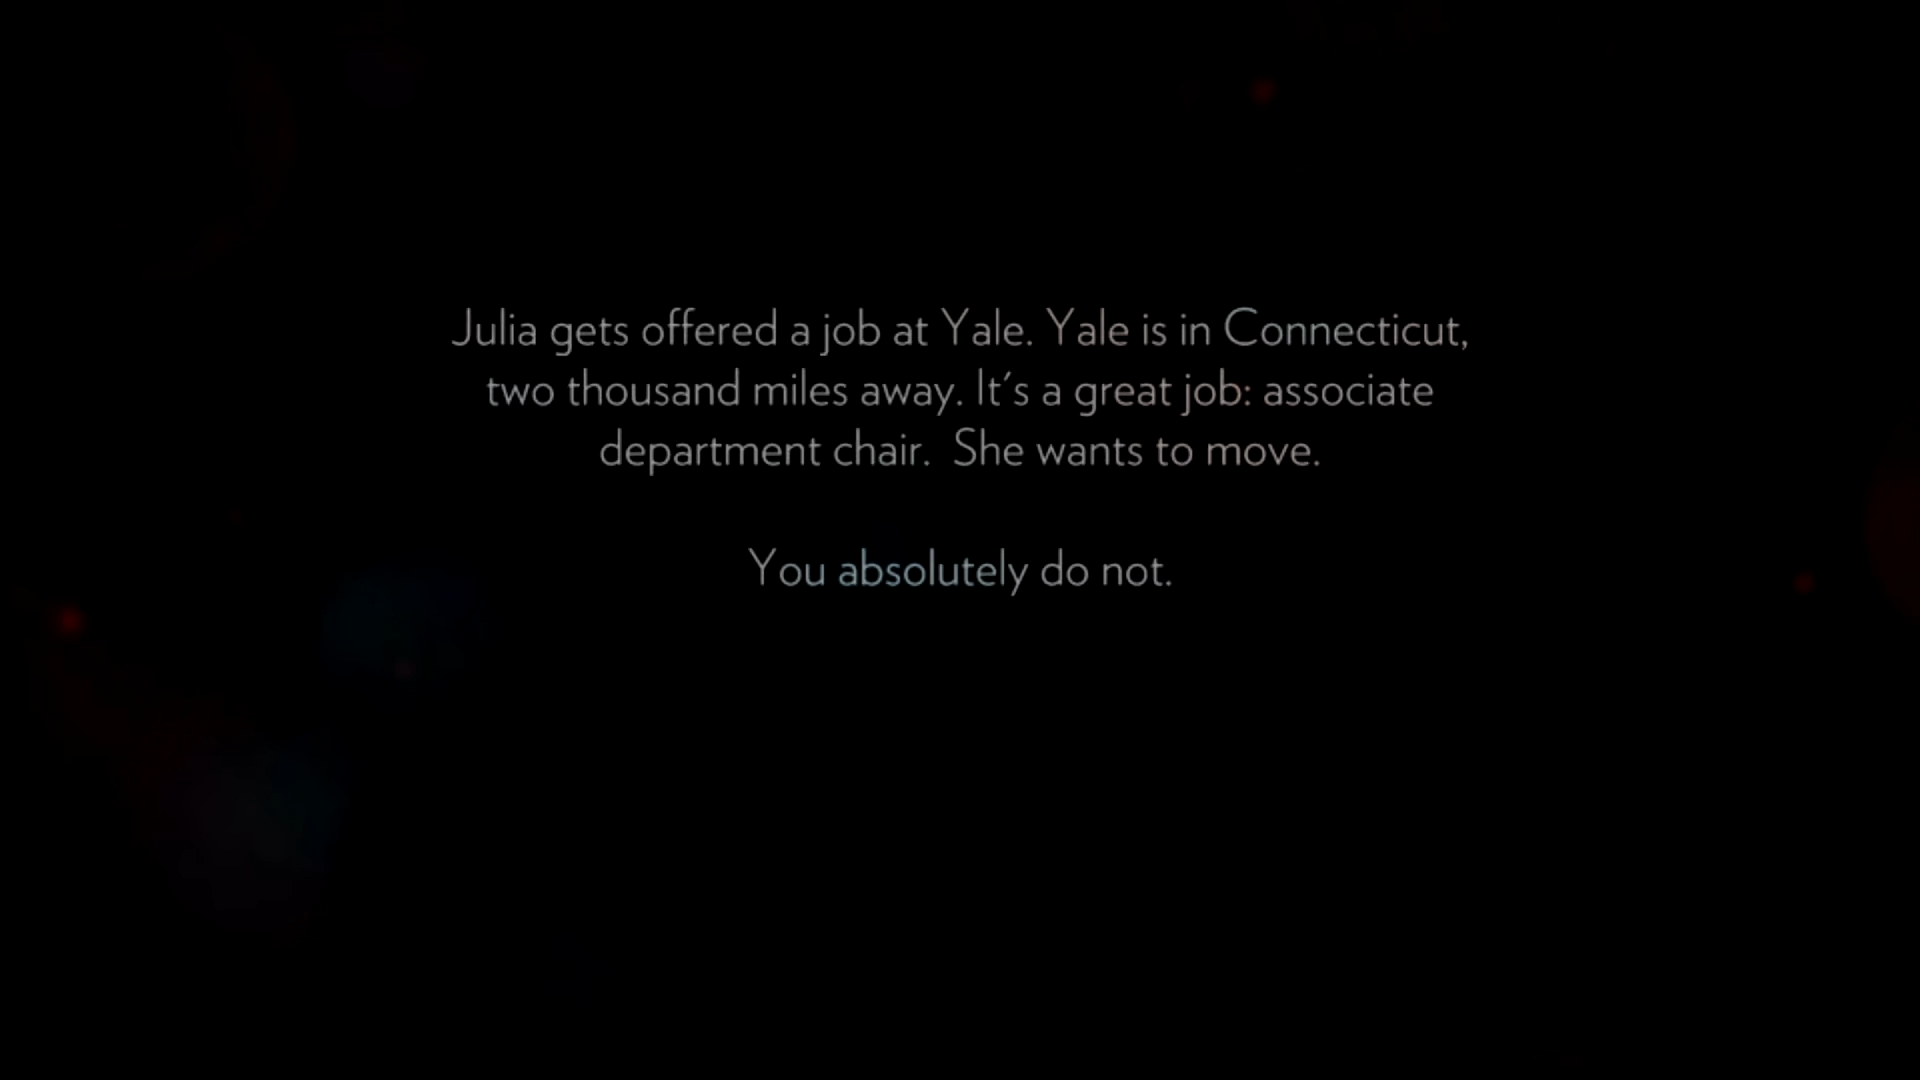 Julia gets offered a job at Yale. Yale is in Connecticut,
two thousand miles away. It's a great job: associate
department chair.  She wants to move.
You absolutely do not.